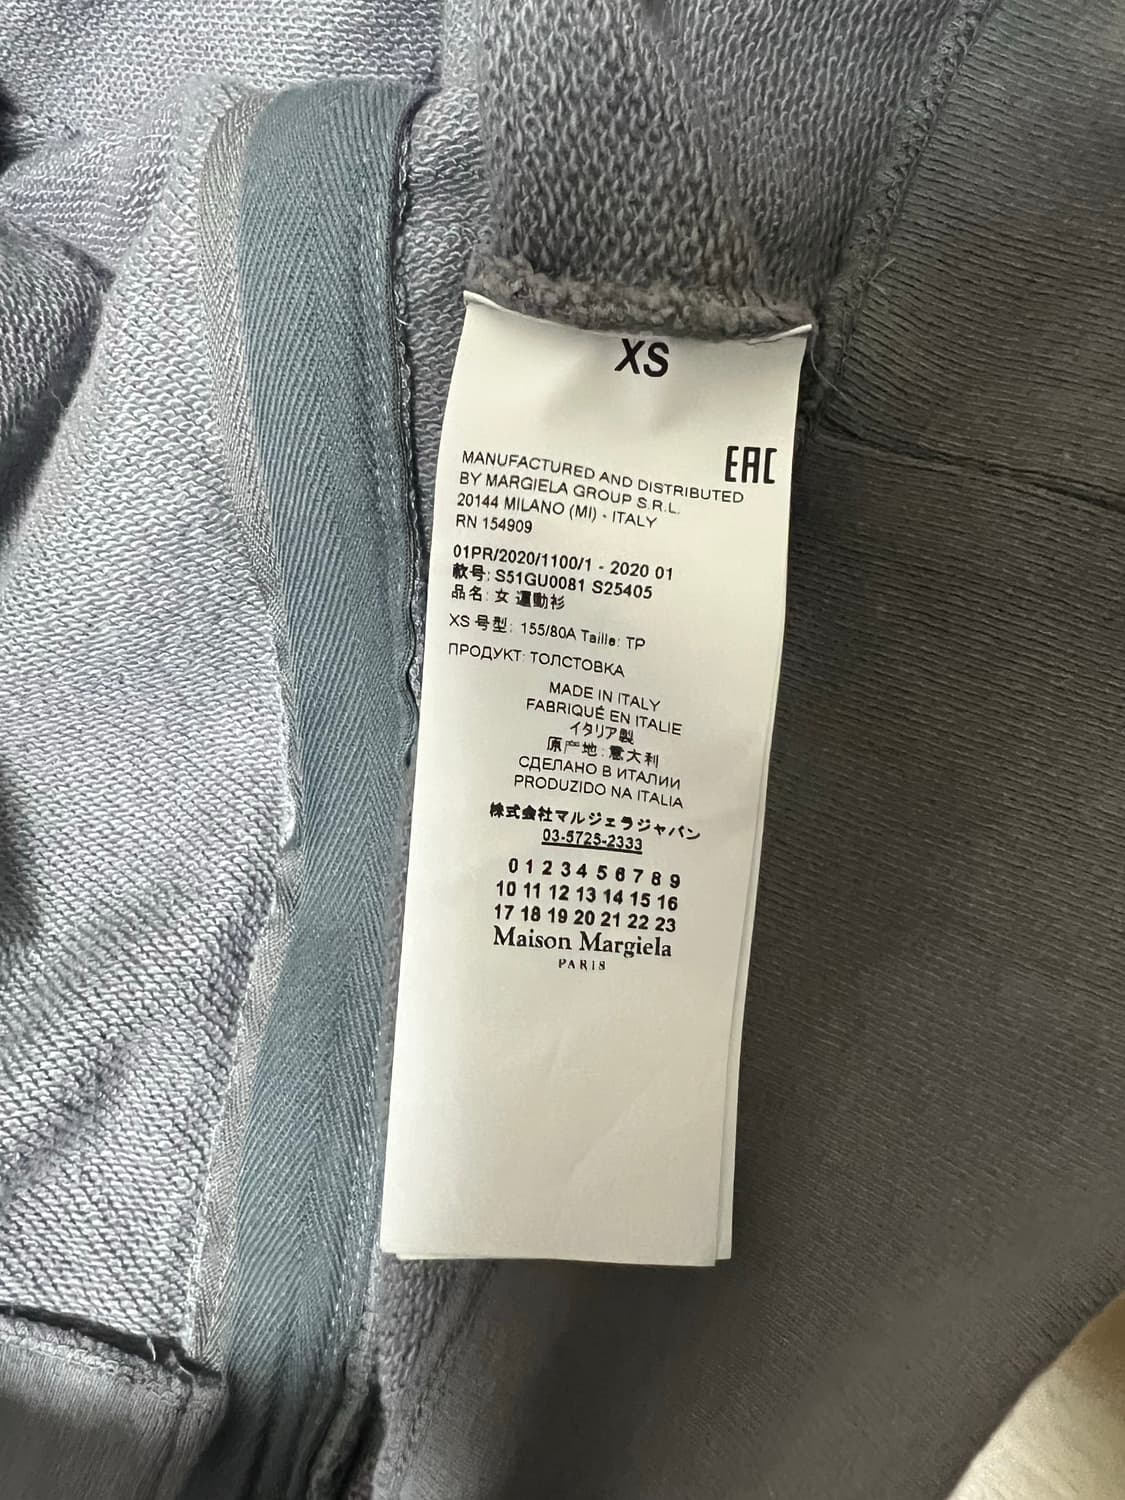 XS
EAC
MANUFACTURED AND DISTRIBUTED
BY MARGIELA GROUP S.R.L.
20144 MILANO (MI) - ITALY
RN 154909
01PR/2020/1100/1 - 2020 01
款号: S51GU0081 S25405
品名: 女 運動衫
XS 号型: 155/80A Taille: TP
ПРОДУКТ: ТОЛСТОВКА
MADE IN ITALY
FABRIQUÉ EN ITALIE
イタリア製
原产地: 意大利
СДЕЛАНО В ИТАЛИИ
PRODUZIDO NA ITALIA
株式会社マルジェラジャパン
03-5725-2333
0 1 2 3 4 5 6 7 8 9
10 11 12 13 14 15 16
17 18 19 20 21 22 23
Maison Margiela
PARIS